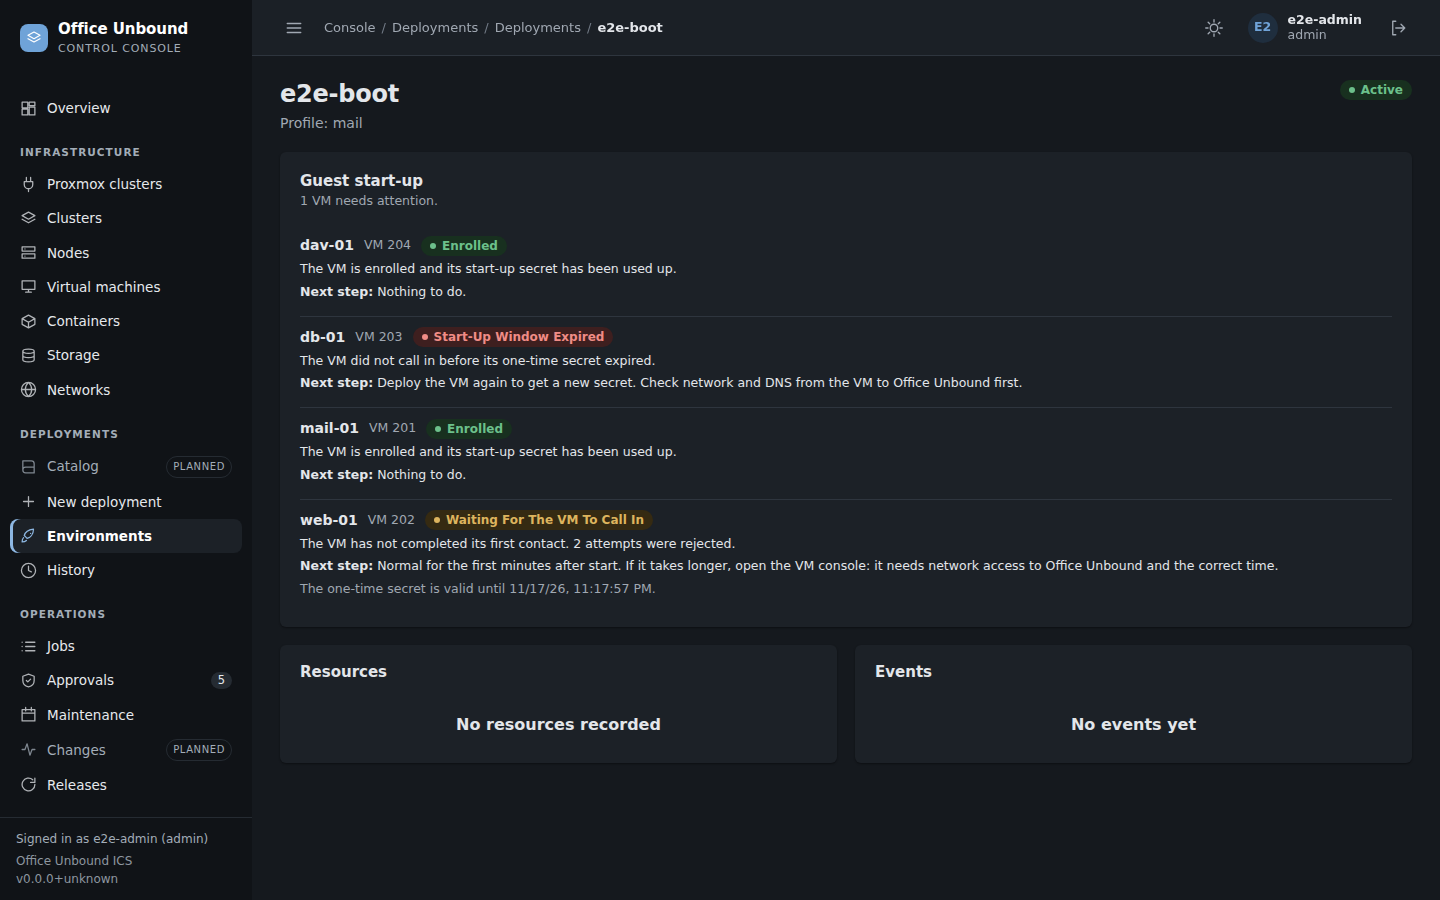 Office Unbound
CONTROL CONSOLE
Overview
INFRASTRUCTURE
Proxmox clusters
Clusters
Nodes
Virtual machines
Containers
Storage
Networks
DEPLOYMENTS
Catalog PLANNED
New deployment
Environments
History
OPERATIONS
Jobs
Approvals 5
Maintenance
Changes PLANNED
Releases
Signed in as e2e-admin (admin)
Office Unbound ICS
v0.0.0+unknown
Console / Deployments / Deployments / e2e-boot
E2 e2e-admin
admin
e2e-boot
Active
Profile: mail
Guest start-up
1 VM needs attention.
dav-01 VM 204 Enrolled
The VM is enrolled and its start-up secret has been used up.
Next step: Nothing to do.
db-01 VM 203 Start-Up Window Expired
The VM did not call in before its one-time secret expired.
Next step: Deploy the VM again to get a new secret. Check network and DNS from the VM to Office Unbound first.
mail-01 VM 201 Enrolled
The VM is enrolled and its start-up secret has been used up.
Next step: Nothing to do.
web-01 VM 202 Waiting For The VM To Call In
The VM has not completed its first contact. 2 attempts were rejected.
Next step: Normal for the first minutes after start. If it takes longer, open the VM console: it needs network access to Office Unbound and the correct time.
The one-time secret is valid until 11/17/26, 11:17:57 PM.
Resources
No resources recorded
Events
No events yet